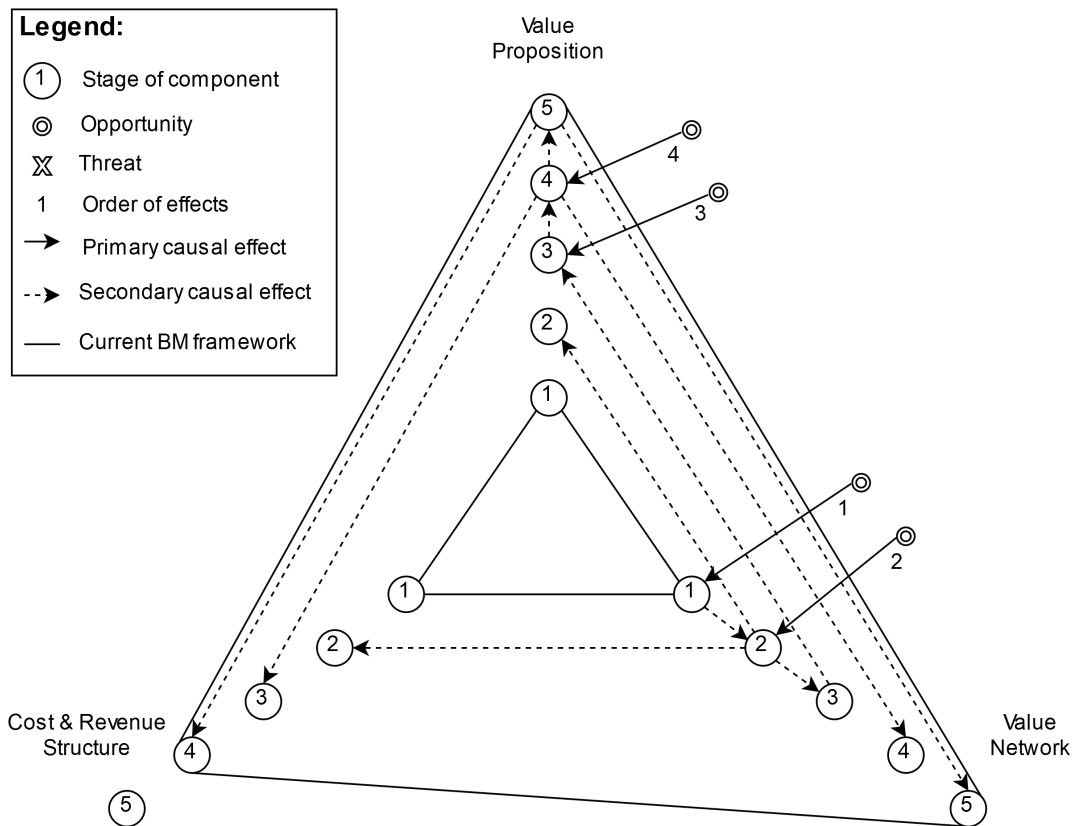 Legend:
1 Stage of component
Opportunity
Threat
1 Order of effects
Primary causal effect
Secondary causal effect
Current BM framework
Value
Proposition
5
4
4
3
3
2
1
1
2
1
1
2
2
3
3
Cost & Revenue
Structure
Value
Network
4
4
5
5